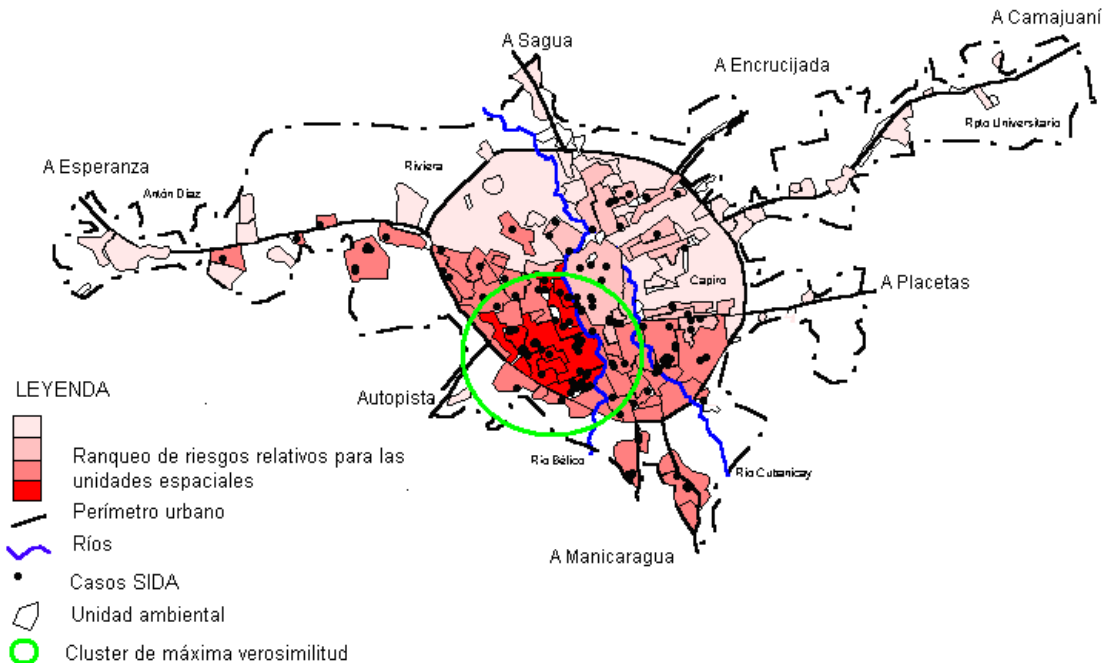 A Camajuaní
A Sagua
A Encrucijada
Rpto Universitario
A Esperanza
Riviera
Antón Díaz
Capiro
A Placetas
LEYENDA
Autopista
Ranqueo de riesgos relativos para las
unidades espaciales
Río Bélico
Río Cubanicay
Perímetro urbano
Ríos
A Manicaragua
Casos SIDA
Unidad ambiental
Cluster de máxima verosimilitud